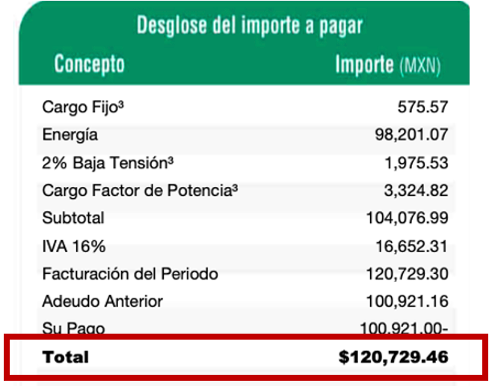 Desglose del importe a pagar
Concepto Importe (MXN)
Cargo Fijo³ 575.57
Energía 98,201.07
2% Baja Tensión³ 1,975.53
Cargo Factor de Potencia³ 3,324.82
Subtotal 104,076.99
IVA 16% 16,652.31
Facturación del Periodo 120,729.30
Adeudo Anterior 100,921.16
Su Pago 100,921.00-
Total $120,729.46